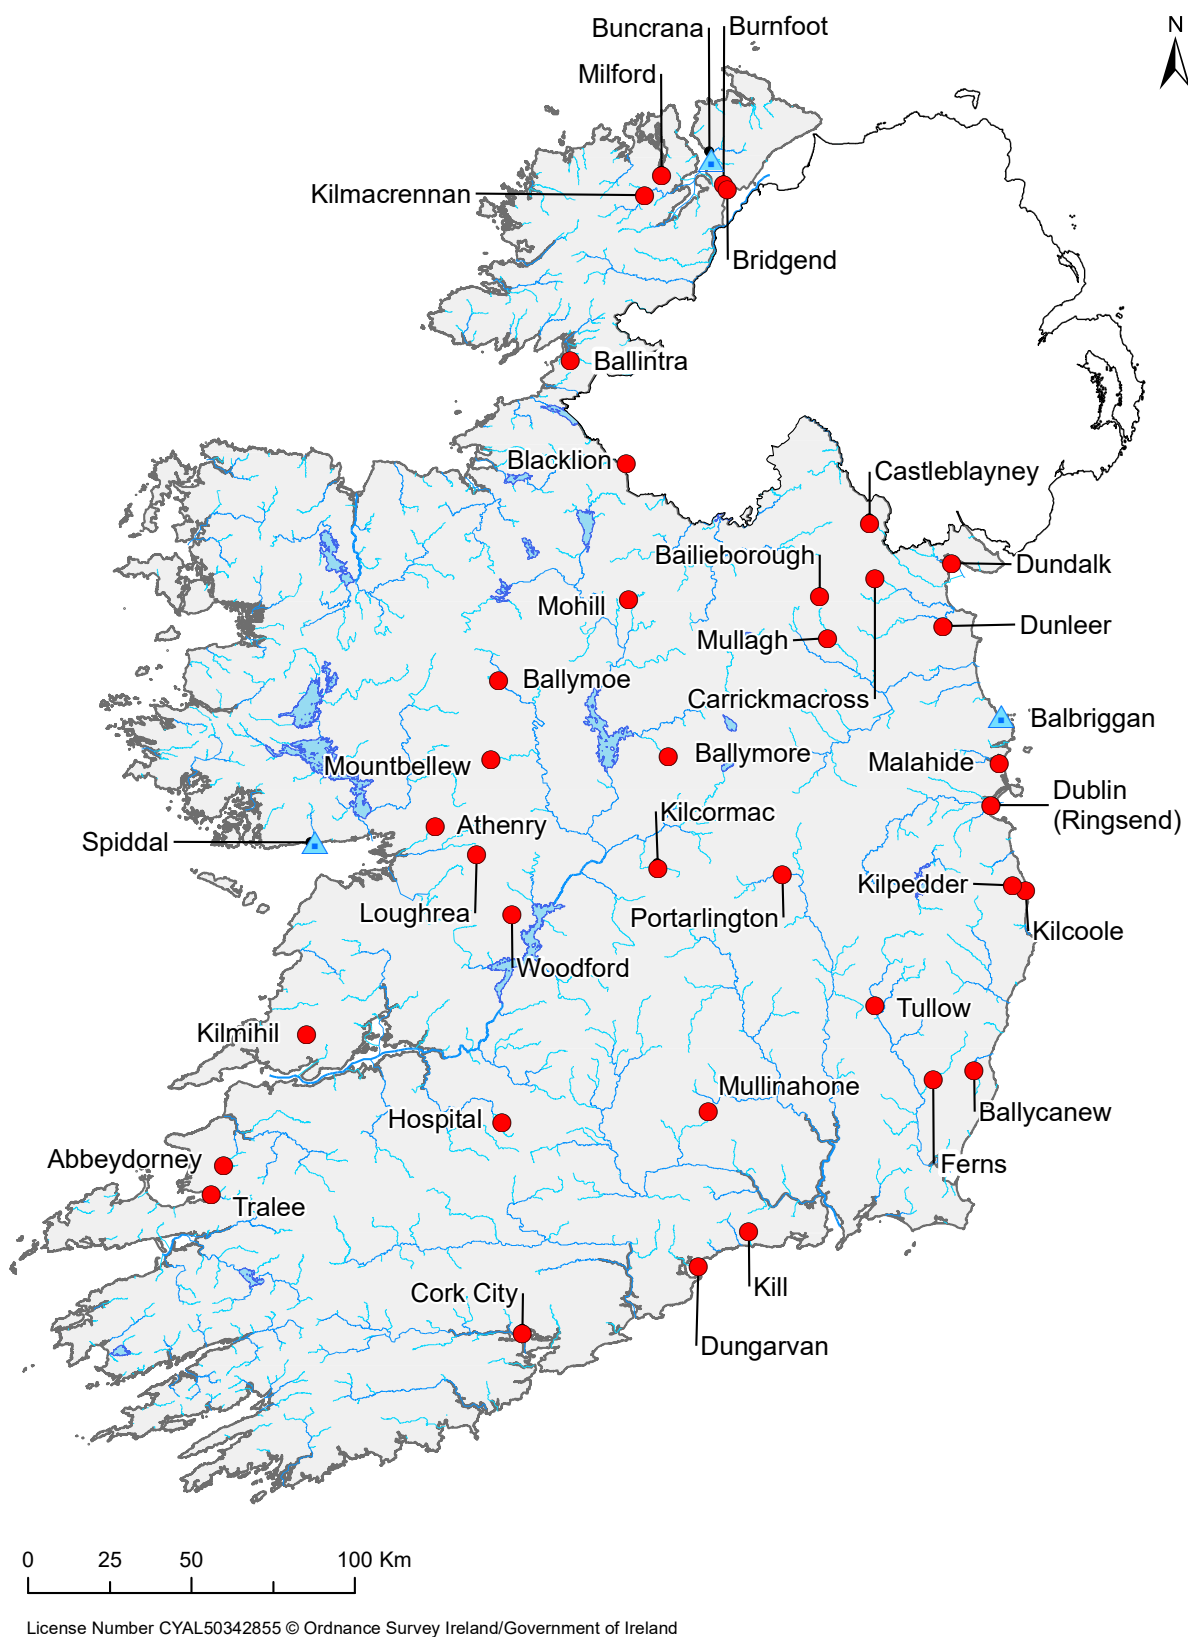 Buncrana
Burnfoot
N
Milford
Kilmacrennan
Bridgend
Ballintra
Blacklion
Castleblayney
Bailieborough
Dundalk
Mohill
Dunleer
Mullagh
Ballymoe
Carrickmacross
Balbriggan
Ballymore
Malahide
Mountbellew
Dublin
(Ringsend)
Kilcormac
Athenry
Spiddal
Kilpedder
Loughrea
Portarlington
Kilcoole
Woodford
Tullow
Kilmihil
Mullinahone
Ballycanew
Hospital
Abbeydorney
Ferns
Tralee
Kill
Cork City
Dungarvan
0 25 50 100 Km
License Number CYAL50342855 © Ordnance Survey Ireland/Government of Ireland